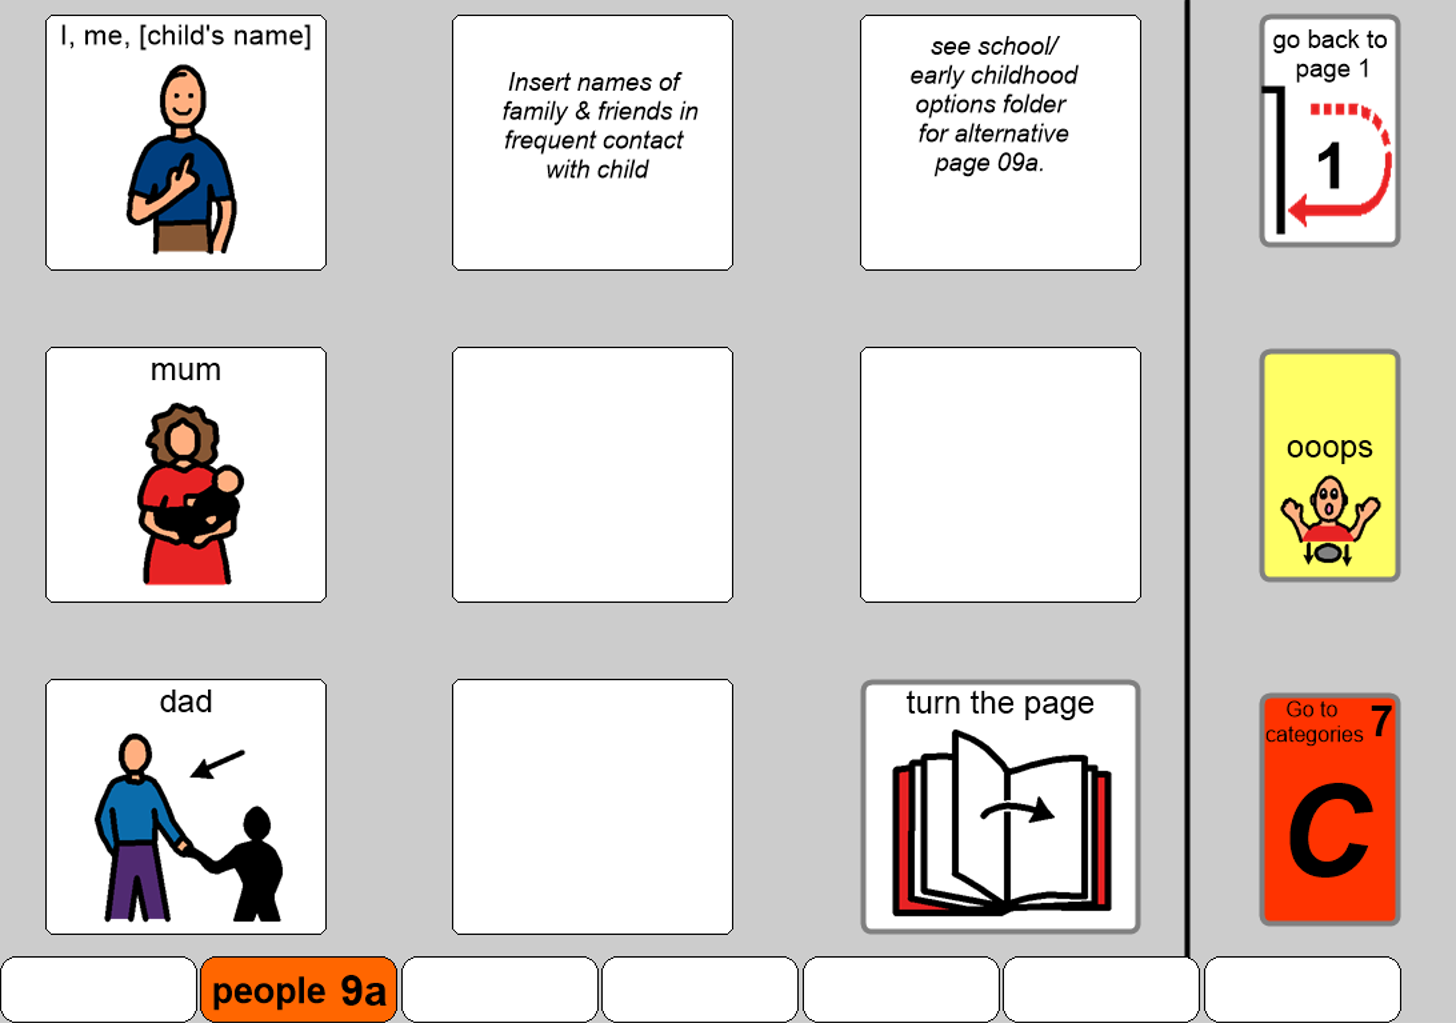 I, me, [child's name]
Insert names of
family & friends in
frequent contact
with child
see school/
early childhood
options folder
for alternative
page 09a.
go back to
page 1
1
mum
ooops
dad
turn the page
Go to
categories 7
C
people 9a